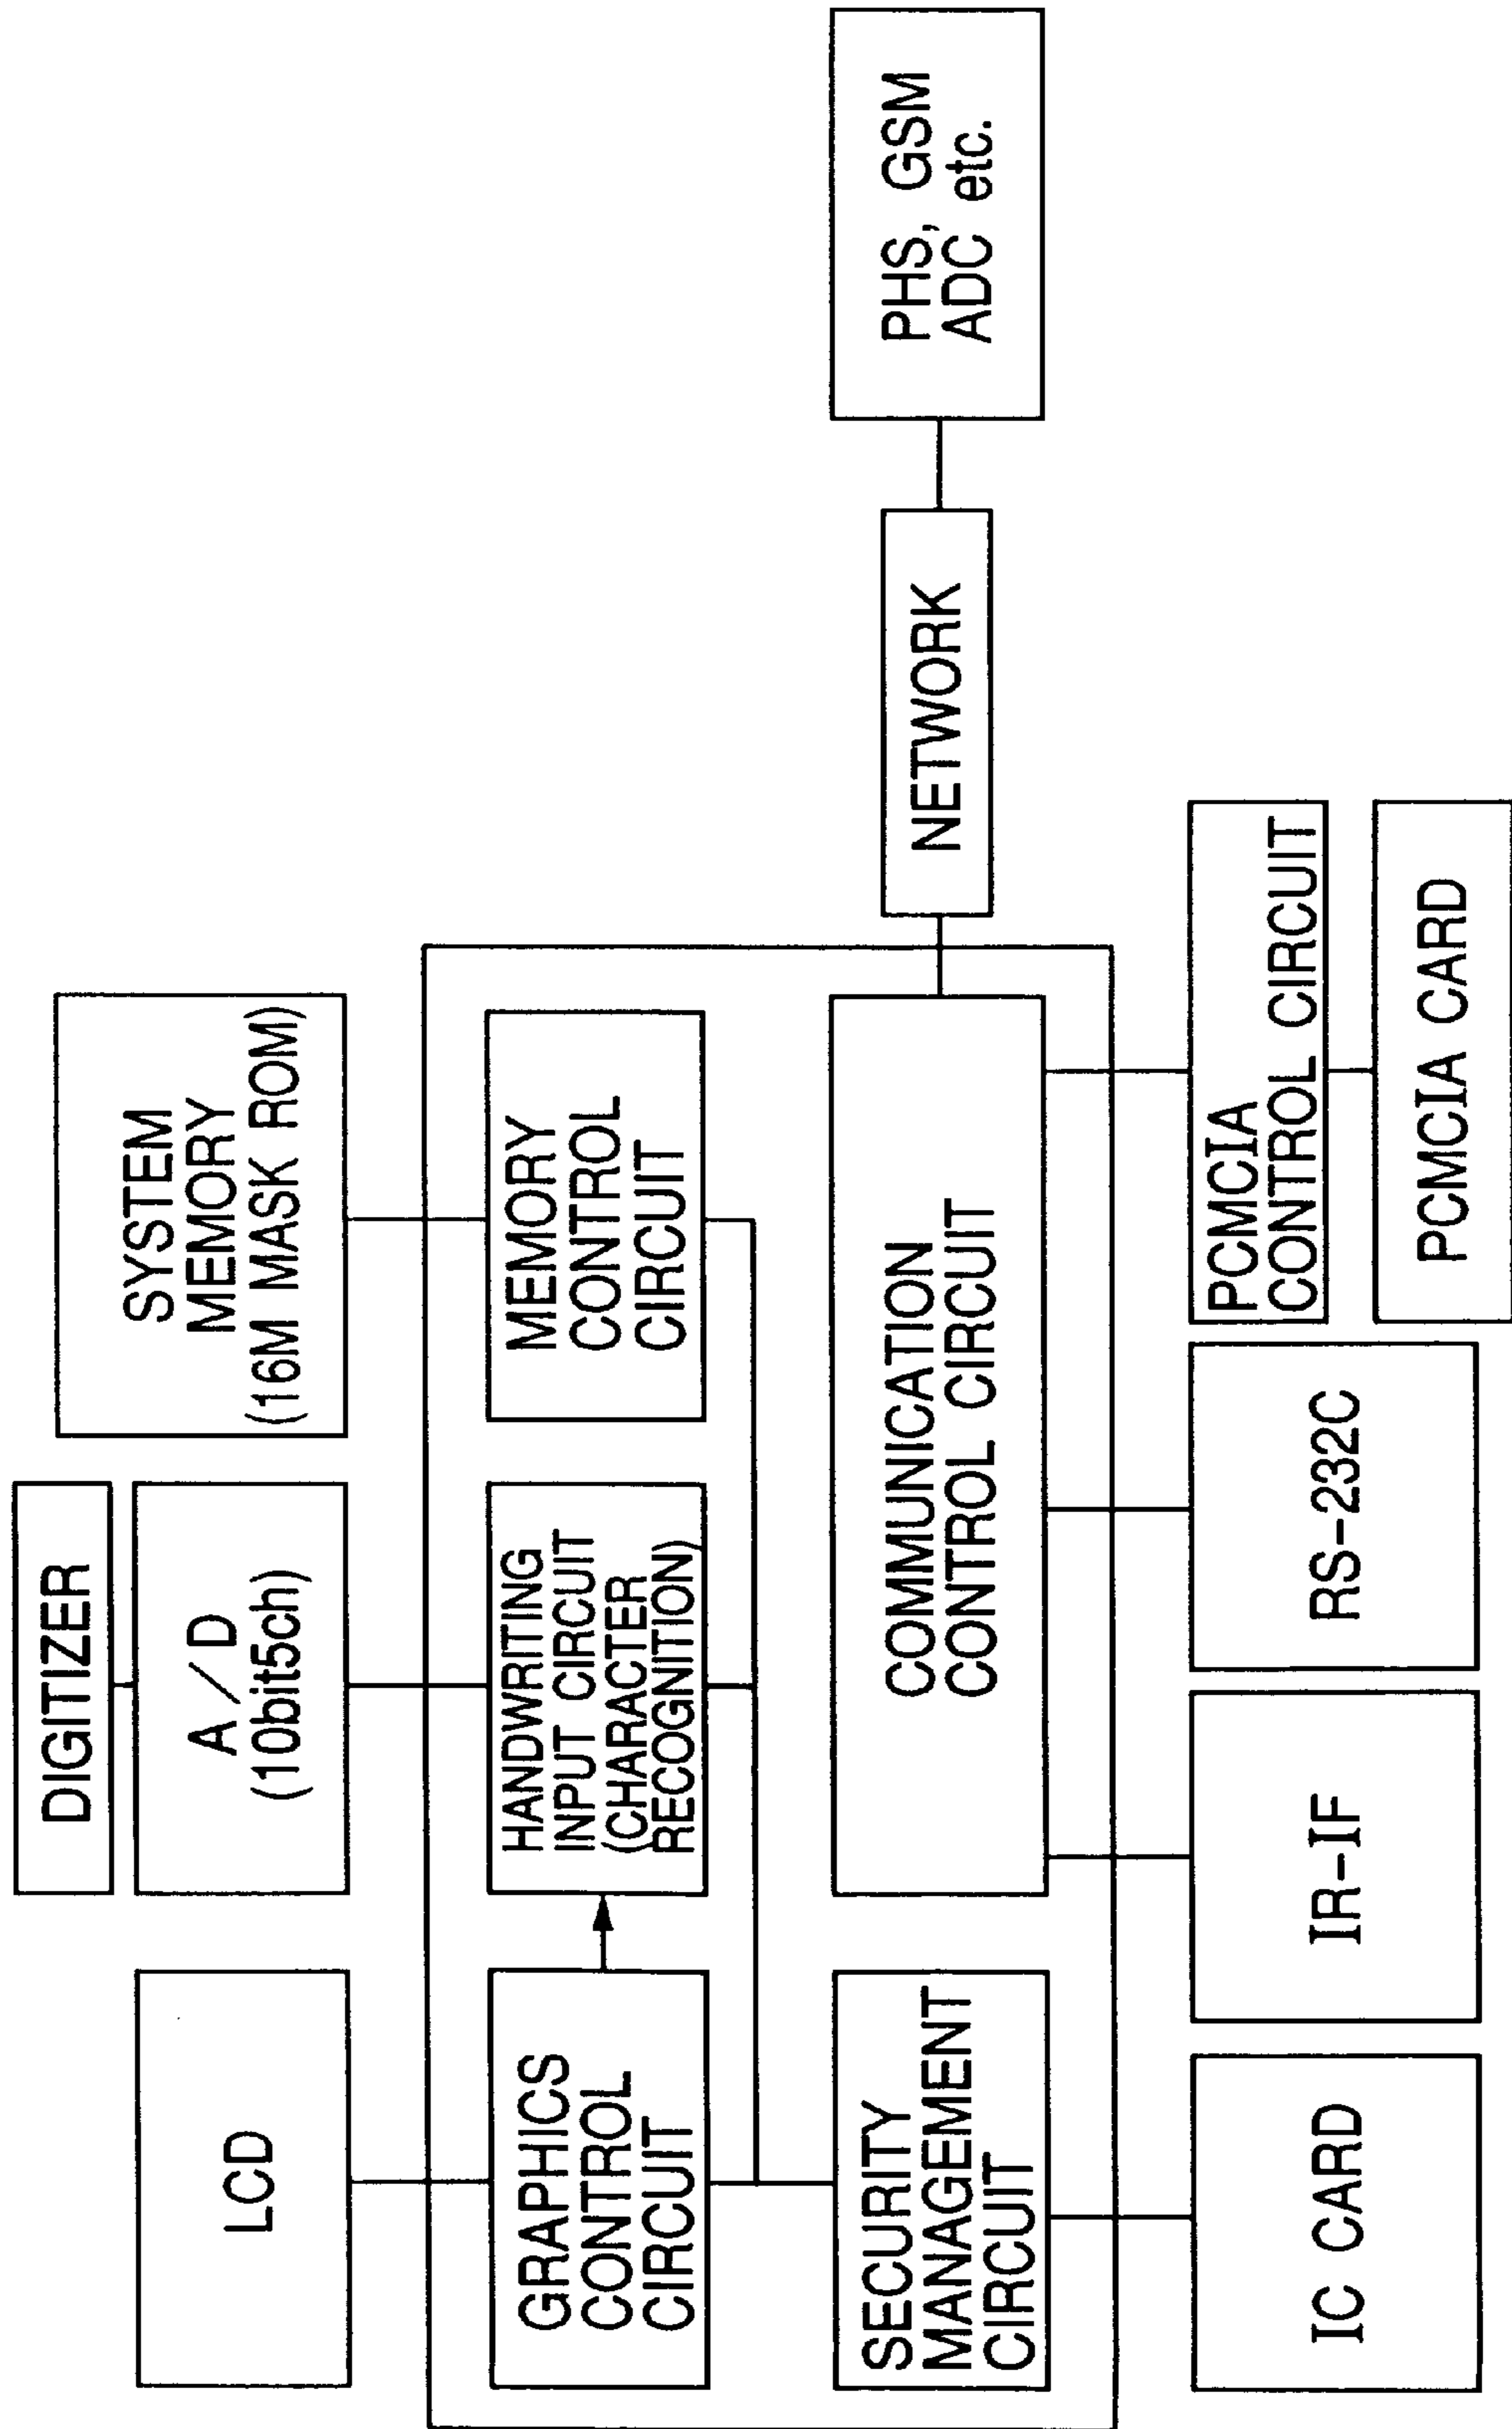 LCD
DIGITIZER
A/D
(10bit5ch)
SYSTEM
MEMORY
(16M MASK ROM)
GRAPHICS
CONTROL
CIRCUIT
HANDWRITING
INPUT CIRCUIT
(CHARACTER
RECOGNITION)
MEMORY
CONTROL
CIRCUIT
SECURITY
MANAGEMENT
CIRCUIT
COMMUNICATION
CONTROL CIRCUIT
NETWORK
PHS, GSM
ADC etc.
IC CARD
IR-IF
RS-232C
PCMCIA
CONTROL CIRCUIT
PCMCIA CARD